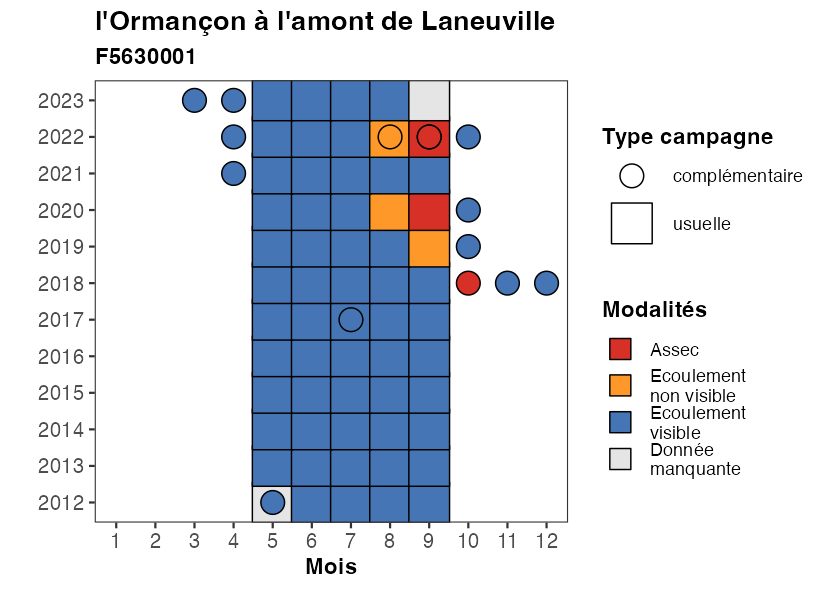 l'Ormançon à l'amont de Laneuville
F5630001
2023
2022
2021
2020
2019
2018
2017
2016
2015
2014
2013
2012
1 2 3 4 5 6 7 8 9 10 11 12
Mois
Type campagne
complémentaire
usuelle
Modalités
Assec
Ecoulement
non visible
Ecoulement
visible
Donnée
manquante